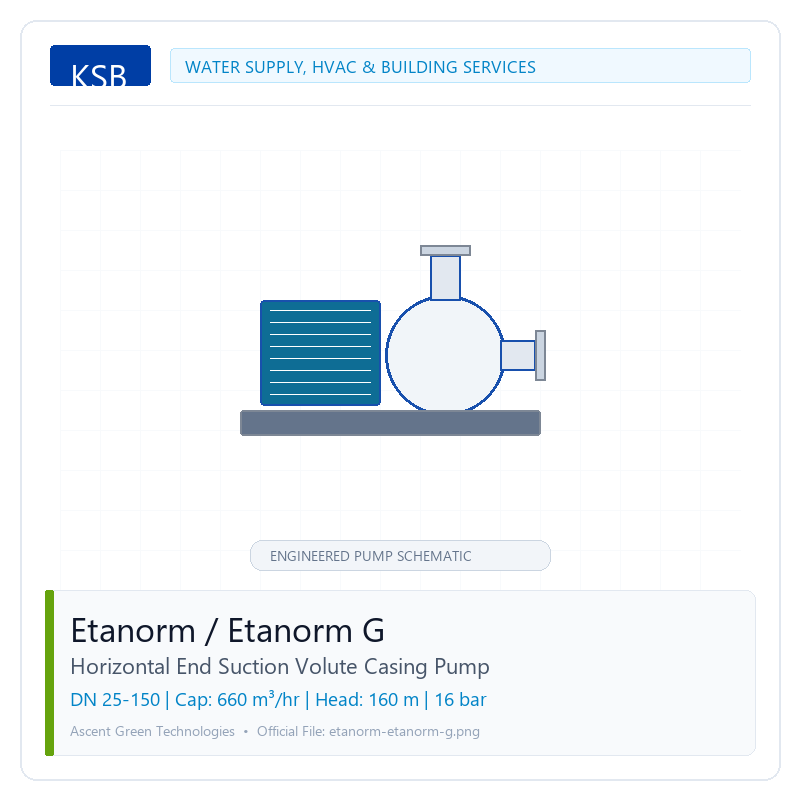 KSB
WATER SUPPLY, HVAC & BUILDING SERVICES
ENGINEERED PUMP SCHEMATIC
Etanorm / Etanorm G
Horizontal End Suction Volute Casing Pump
DN 25-150 | Cap: 660 m³/hr | Head: 160 m | 16 bar
Ascent Green Technologies • Official File: etanorm-etanorm-g.png